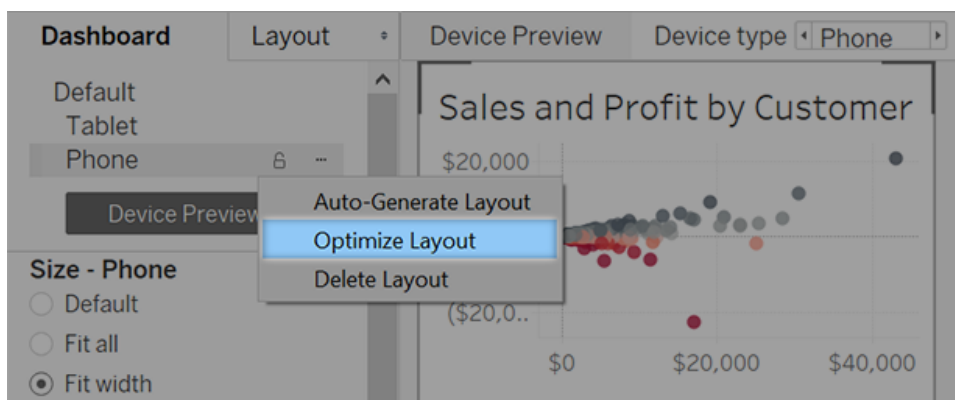 Dashboard
Layout
Device Preview
Device type
Phone
Default
Tablet
Phone
...
Device Preview
Auto-Generate Layout
Optimize Layout
Delete Layout
Size - Phone
Default
Fit all
Fit width
Sales and Profit by Customer
$20,000
($20,0..
$0
$20,000
$40,000